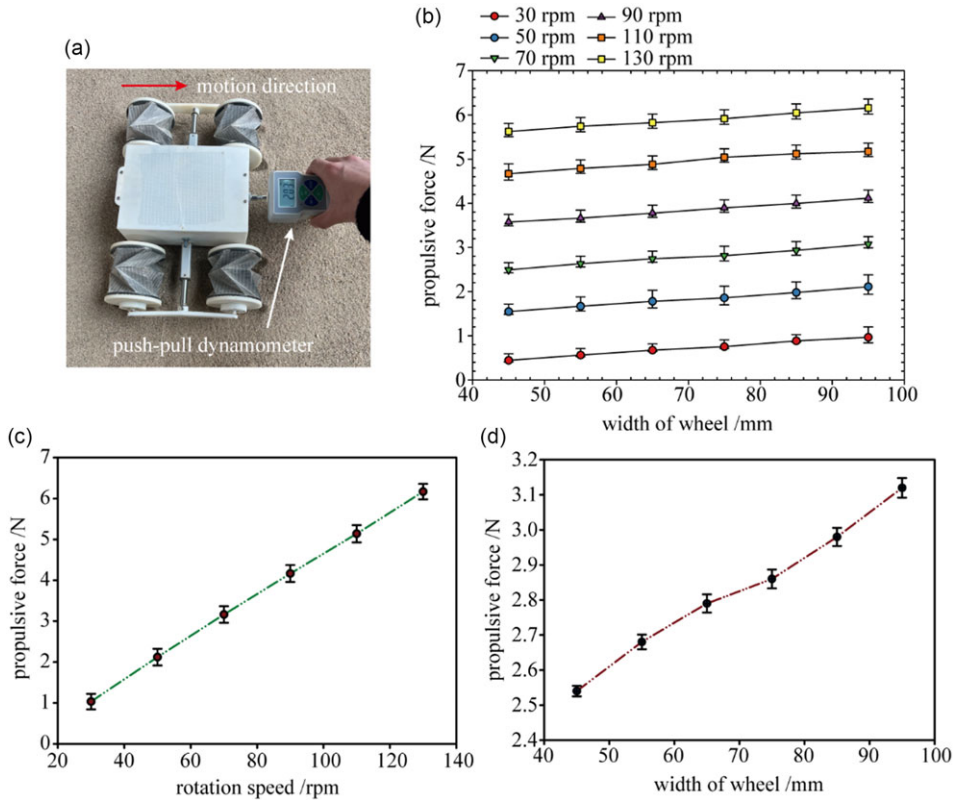 (a)
motion direction
push-pull dynamometer
(b)
30 rpm 90 rpm
50 rpm 110 rpm
70 rpm 130 rpm
7
6
5
4
3
2
1
0
propulsive force /N
40 50 60 70 80 90 100
width of wheel /mm
(c)
7
6
5
4
3
2
1
0
propulsive force /N
20 40 60 80 100 120 140
rotation speed /rpm
(d)
3.2
3.1
3.0
2.9
2.8
2.7
2.6
2.5
2.4
propulsive force /N
40 50 60 70 80 90 100
width of wheel /mm